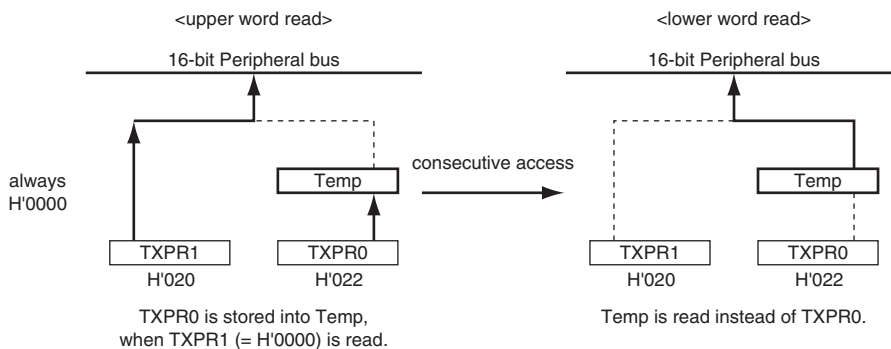 <upper word read>
16-bit Peripheral bus
always
H'0000
Temp
TXPR1
H'020
TXPR0
H'022
TXPR0 is stored into Temp,
when TXPR1 (= H'0000) is read.
consecutive access
<lower word read>
16-bit Peripheral bus
Temp
TXPR1
H'020
TXPR0
H'022
Temp is read instead of TXPR0.